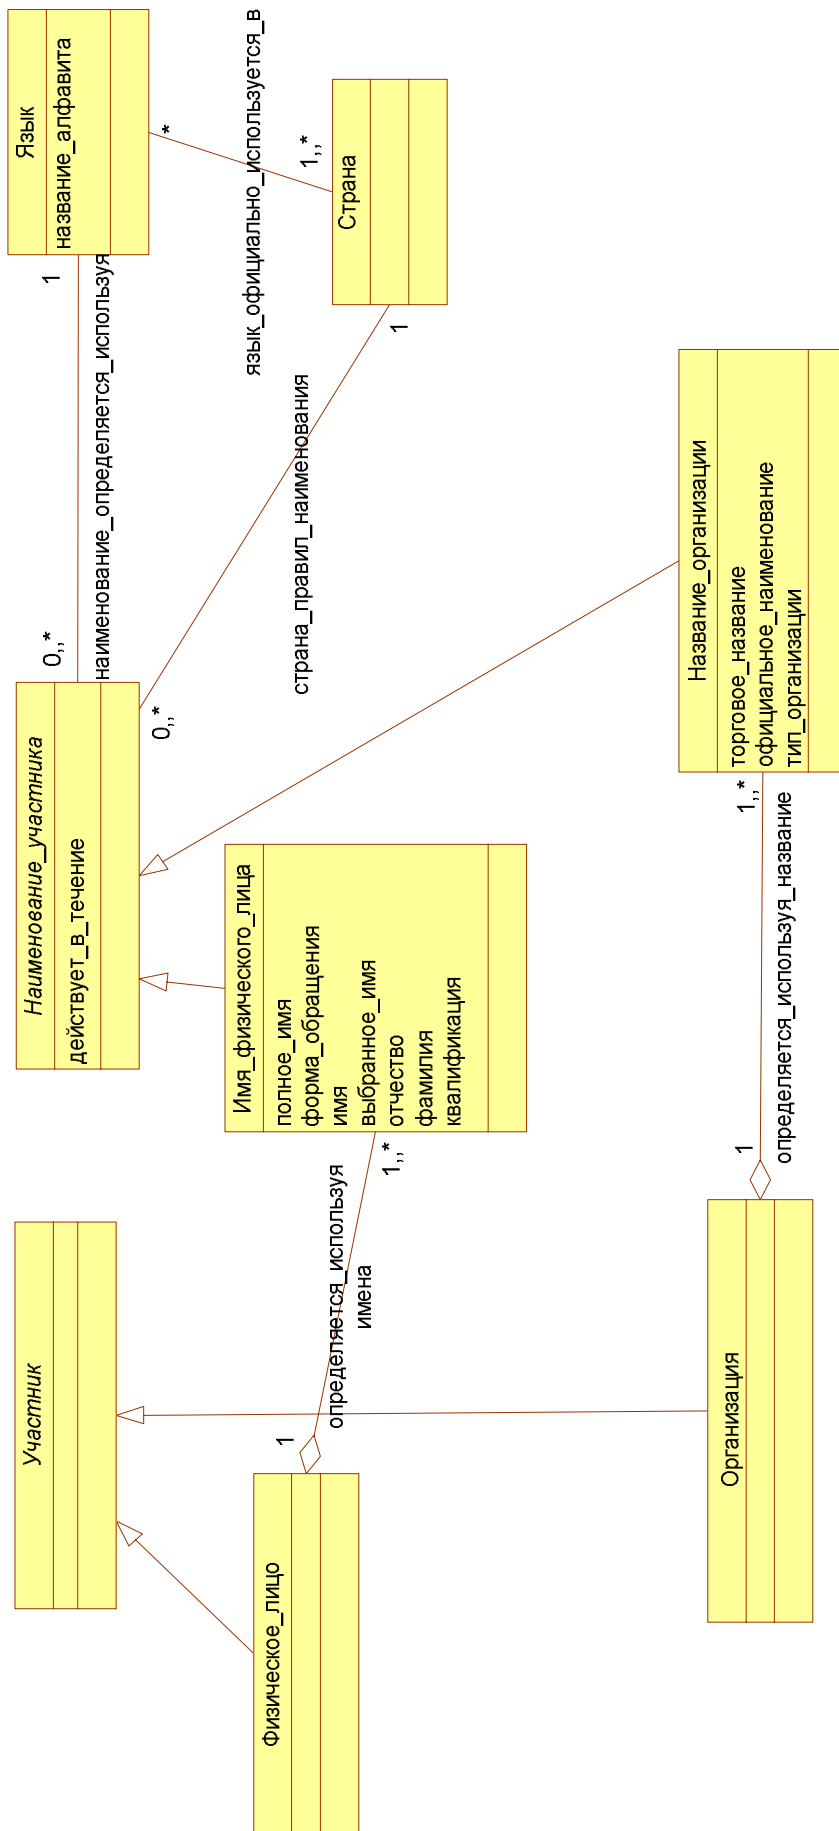 Участник
Наименование_участника
действует_в_течение
0,,*
1
наименование_определяется_используя
Язык
название_алфавита
*
0,,*
язык_официально_используется_в
страна_правил_наименования
1,,*
1
Страна
Физическое_лицо
1
определяется_используя
имена
1,,*
Имя_физического_лица
полное_имя
форма_обращения
имя
выбранное_имя
отчество
фамилия
квалификация
Организация
1
определяется_используя_название
1,,*
Название_организации
торговое_название
официальное_наименование
тип_организации